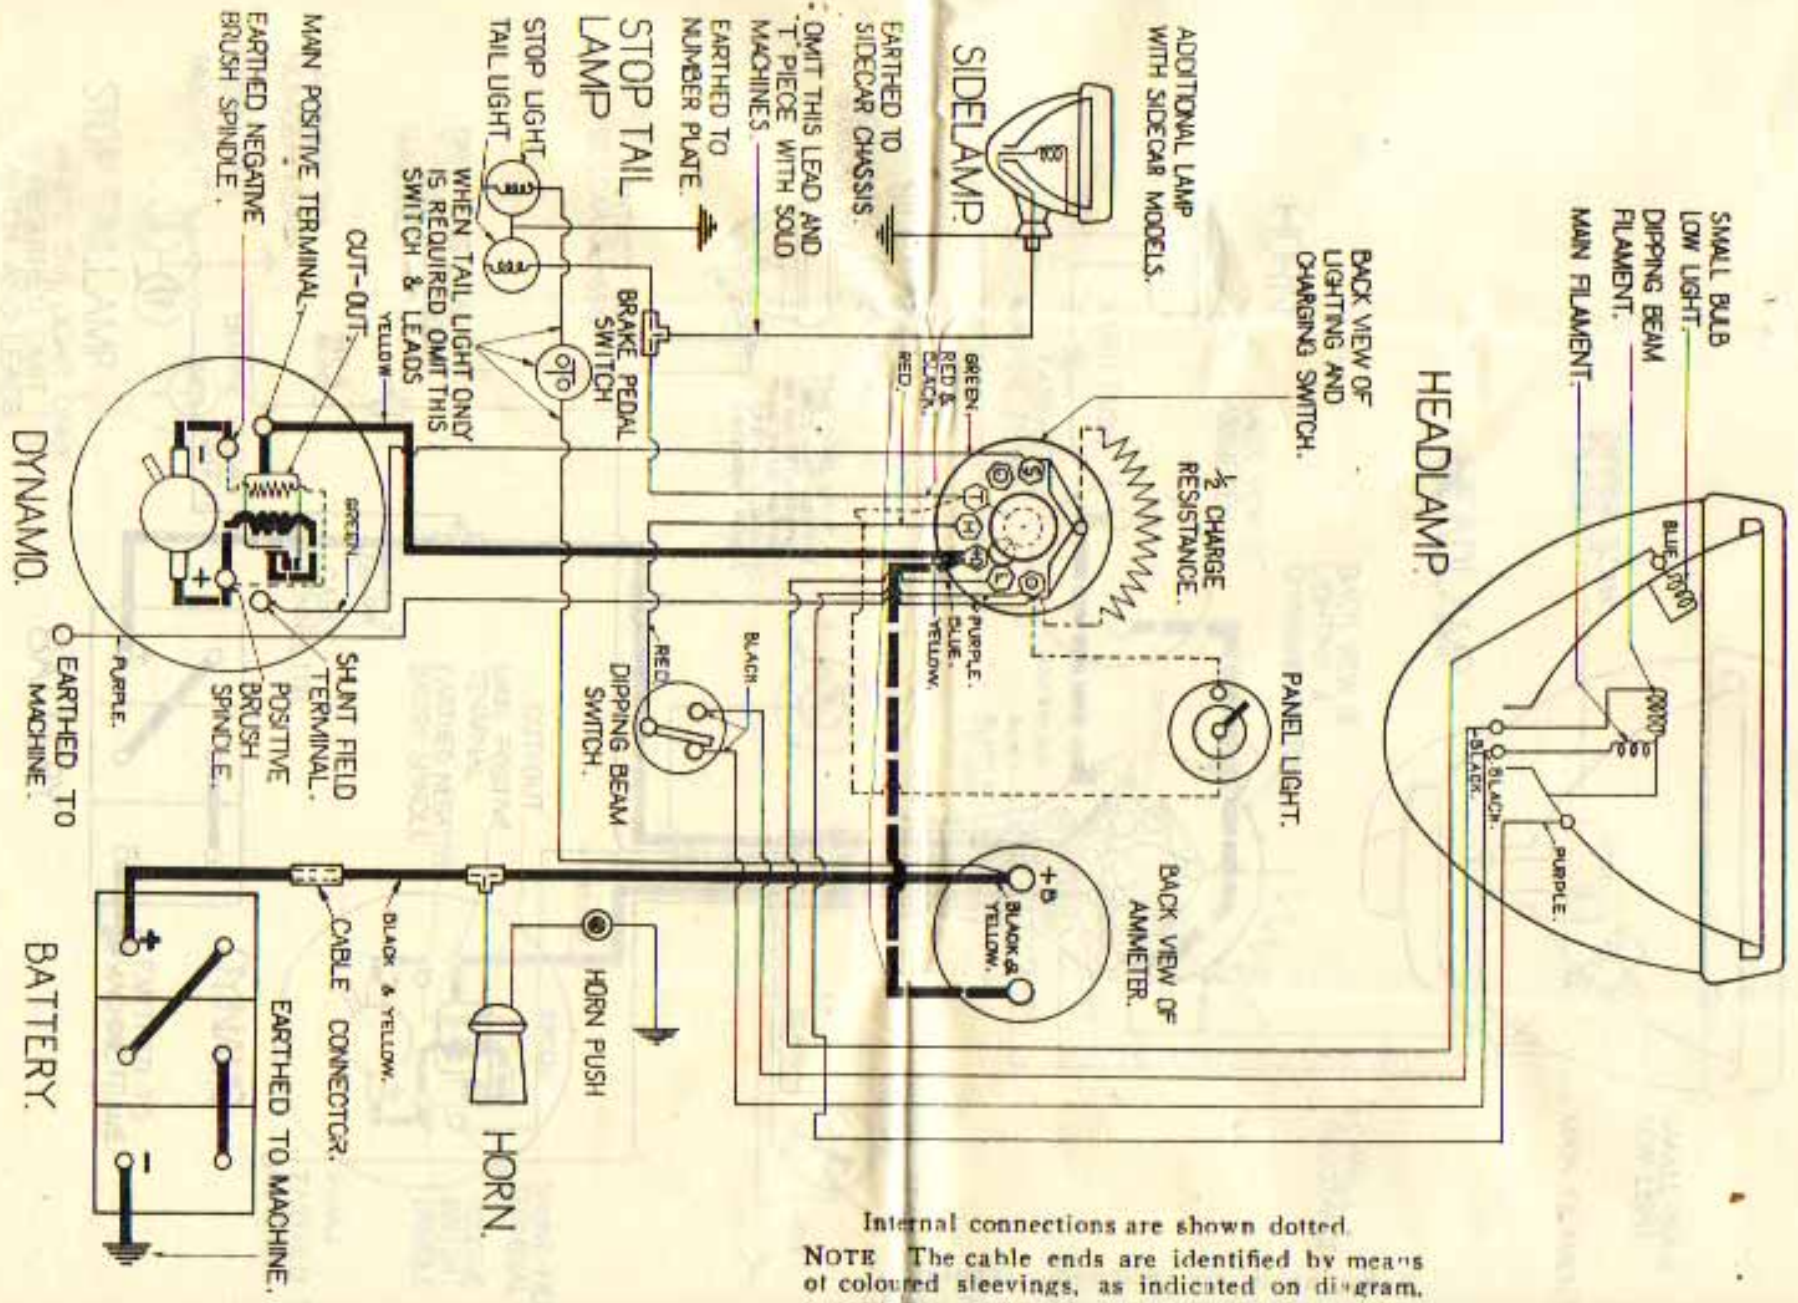 SMALL BULB
LOW LIGHT.
DIPPING BEAM
FILAMENT.
MAIN FILAMENT.
HEADLAMP.
BLUE
BLACK.
BLACK.
PURPLE.
BACK VIEW OF
LIGHTING AND
CHARGING SWITCH.
½ CHARGE
RESISTANCE.
PANEL LIGHT.
BACK VIEW OF
AMMETER.
+B
BLACK &
YELLOW.
ADDITIONAL LAMP
WITH SIDECAR MODELS.
SIDELAMP.
EARTHED TO
SIDECAR CHASSIS.
OMIT THIS LEAD AND
"T" PIECE WITH SOLO
MACHINES.
EARTHED TO
NUMBER PLATE.
GREEN.
RED &
BLACK.
RED.
S
T
H
L
PURPLE.
BLUE.
YELLOW.
STOP TAIL
LAMP
STOP LIGHT
TAIL LIGHT
BRAKE PEDAL
SWITCH
WHEN TAIL LIGHT ONLY
IS REQUIRED OMIT THIS
SWITCH & LEADS
BLACK
RED
DIPPING BEAM
SWITCH.
HORN PUSH
HORN.
MAIN POSITIVE TERMINAL.
EARTHED NEGATIVE
BRUSH SPINDLE.
CUT-OUT.
YELLOW
GREEN.
-
+
SHUNT FIELD
TERMINAL.
POSITIVE
BRUSH
SPINDLE.
PURPLE.
EARTHED TO
MACHINE.
DYNAMO.
BLACK & YELLOW.
CABLE CONNECTOR.
+
-
EARTHED TO MACHINE.
BATTERY.
Internal connections are shown dotted.
NOTE The cable ends are identified by means
of coloured sleevings, as indicated on diagram.